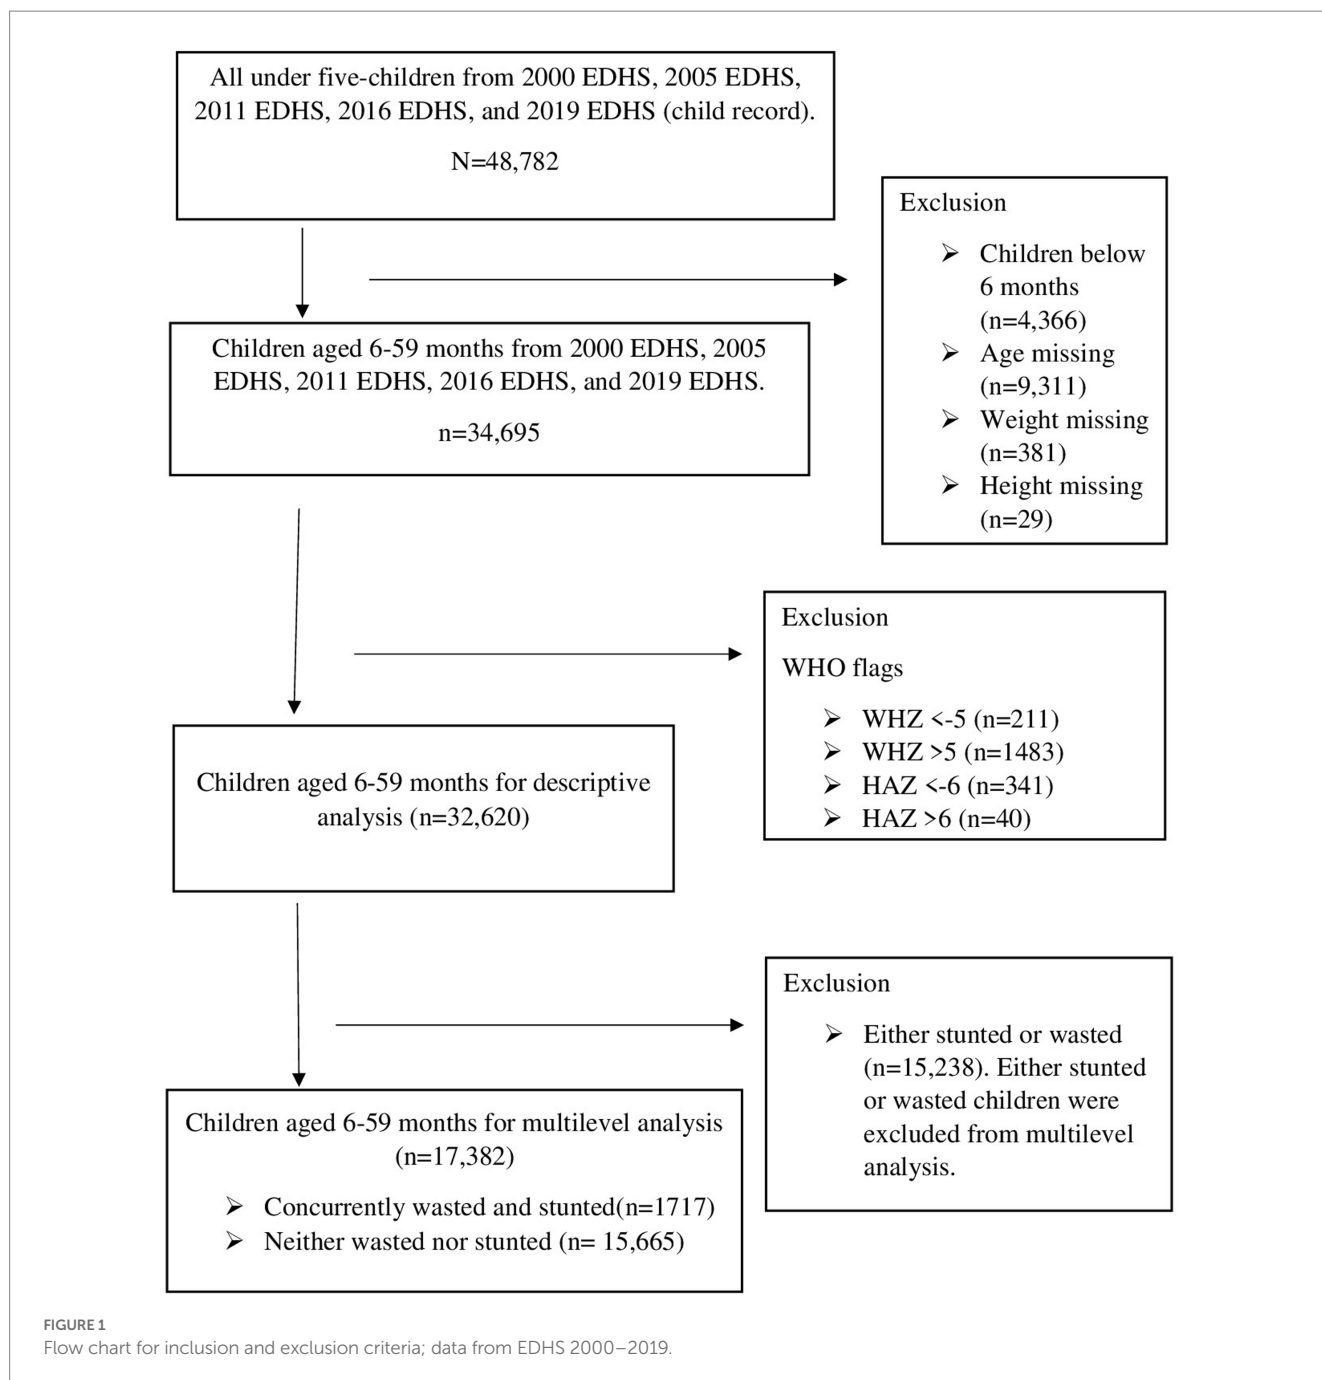 All under five-children from 2000 EDHS, 2005 EDHS,
2011 EDHS, 2016 EDHS, and 2019 EDHS (child record).
N=48,782
Exclusion
➤ Children below
6 months
(n=4,366)
➤ Age missing
(n=9,311)
➤ Weight missing
(n=381)
➤ Height missing
(n=29)
Children aged 6-59 months from 2000 EDHS, 2005
EDHS, 2011 EDHS, 2016 EDHS, and 2019 EDHS.
n=34,695
Exclusion
WHO flags
➤ WHZ <-5 (n=211)
➤ WHZ >5 (n=1483)
➤ HAZ <-6 (n=341)
➤ HAZ >6 (n=40)
Children aged 6-59 months for descriptive
analysis (n=32,620)
Exclusion
➤ Either stunted or wasted
(n=15,238). Either stunted
or wasted children were
excluded from multilevel
analysis.
Children aged 6-59 months for multilevel analysis
(n=17,382)
➤ Concurrently wasted and stunted(n=1717)
➤ Neither wasted nor stunted (n= 15,665)
FIGURE 1
Flow chart for inclusion and exclusion criteria; data from EDHS 2000–2019.